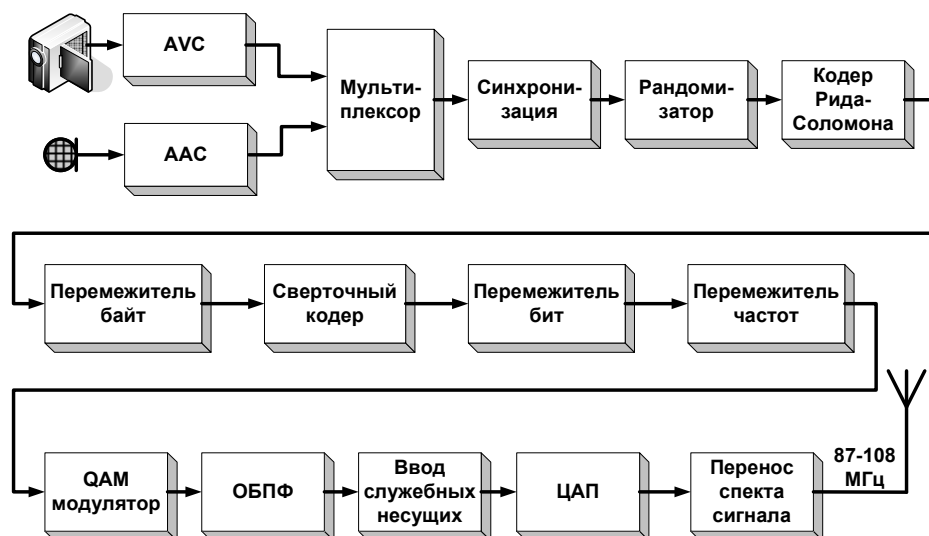 AVC
AAC
Мульти-
плексор
Синхрони-
зация
Рандоми-
затор
Кодер
Рида-
Соломона
Перемежитель
байт
Сверточный
кодер
Перемежитель
бит
Перемежитель
частот
QAM
модулятор
ОБПФ
Ввод
служебных
несущих
ЦАП
Перенос
спекта
сигнала
87-108
МГц